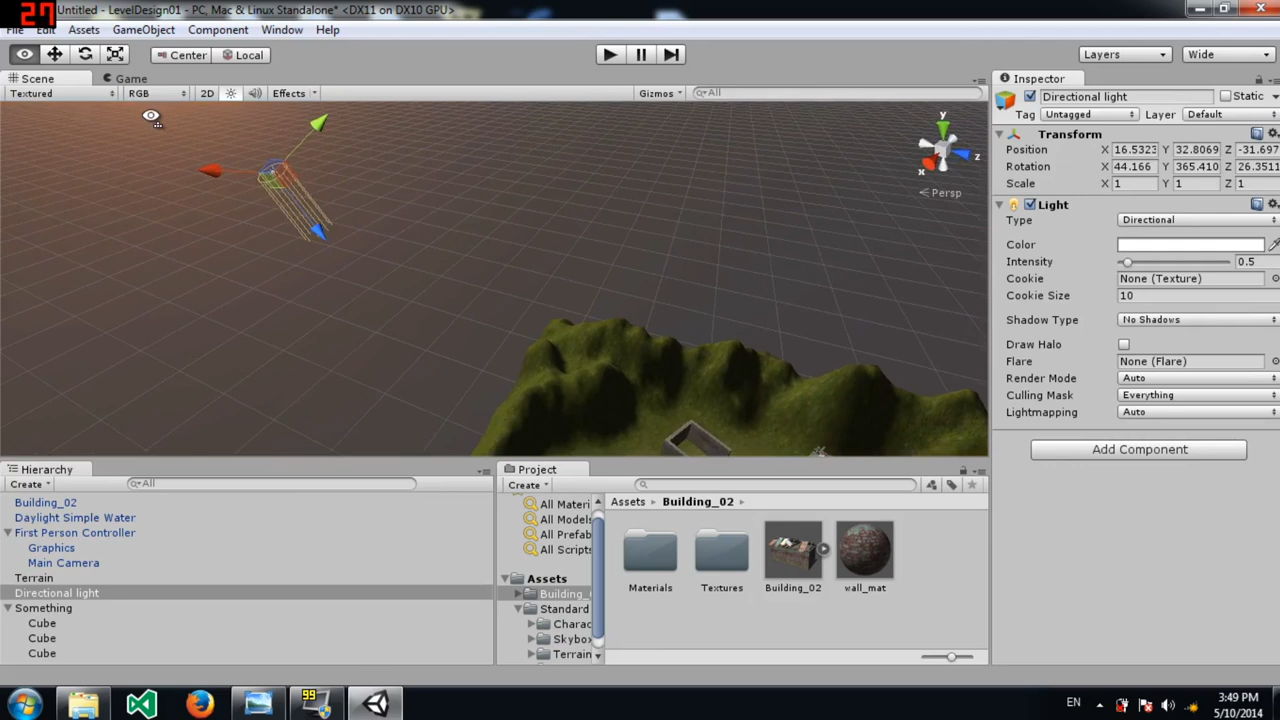 27
Untitled - LevelDesign01 - PC, Mac & Linux Standalone* <DX11 on DX10 GPU>
File Edit Assets GameObject Component Window Help
Center Local Layers Wide
Scene Game
Textured RGB 2D Effects Gizmos All
y
z
x
Persp
Inspector
Directional light Static
Tag Untagged Layer Default
Transform
Position X 16.5323 Y 32.8069 Z -31.697
Rotation X 44.166 Y 365.410 Z 26.3511
Scale X 1 Y 1 Z 1
Light
Type Directional
Color
Intensity 0.5
Cookie None (Texture)
Cookie Size 10
Shadow Type No Shadows
Draw Halo
Flare None (Flare)
Render Mode Auto
Culling Mask Everything
Lightmapping Auto
Add Component
Hierarchy
Create All
Building_02
Daylight Simple Water
First Person Controller
Graphics
Main Camera
Terrain
Directional light
Something
Cube
Cube
Cube
Project
Create
All Materi
All Models
All Prefab
All Scripts
Assets
Building_
Standard
Charac
Skybox
Terrain
Assets Building_02
Materials Textures Building_02 wall_mat
99
EN
3:49 PM
5/10/2014